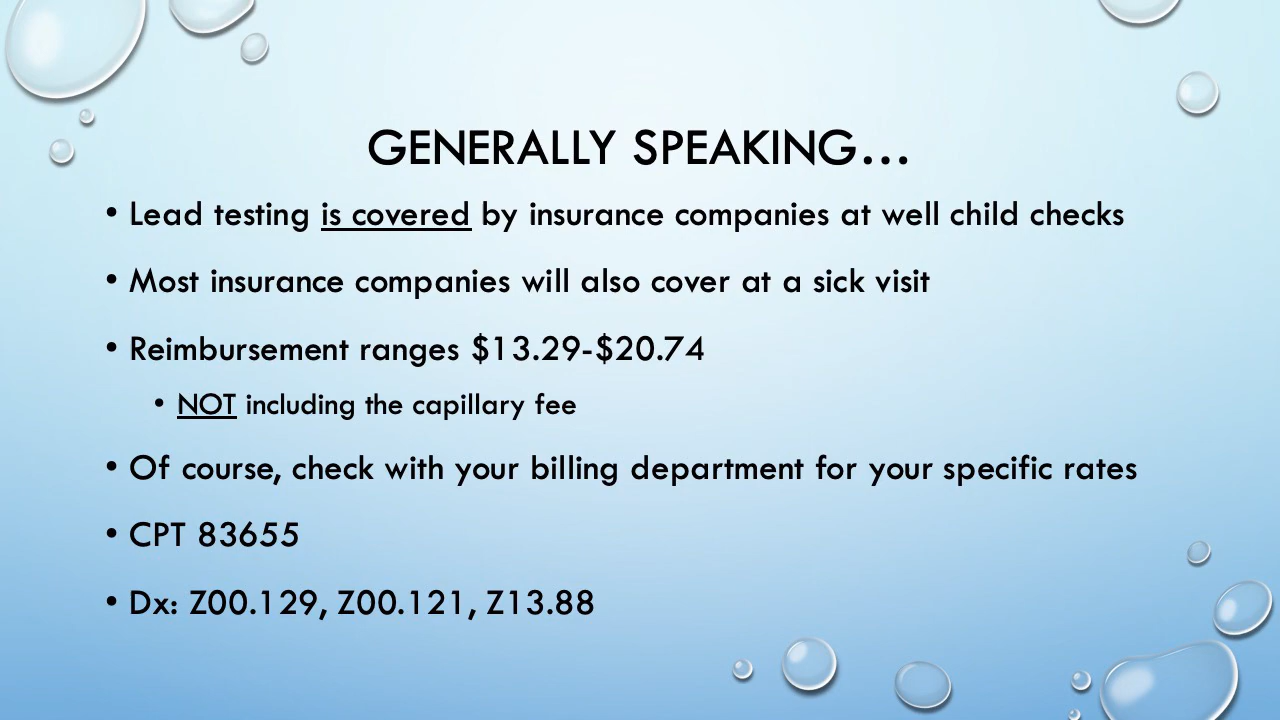 GENERALLY SPEAKING…
• Lead testing is covered by insurance companies at well child checks
• Most insurance companies will also cover at a sick visit
• Reimbursement ranges $13.29-$20.74
• NOT including the capillary fee
• Of course, check with your billing department for your specific rates
• CPT 83655
• Dx: Z00.129, Z00.121, Z13.88